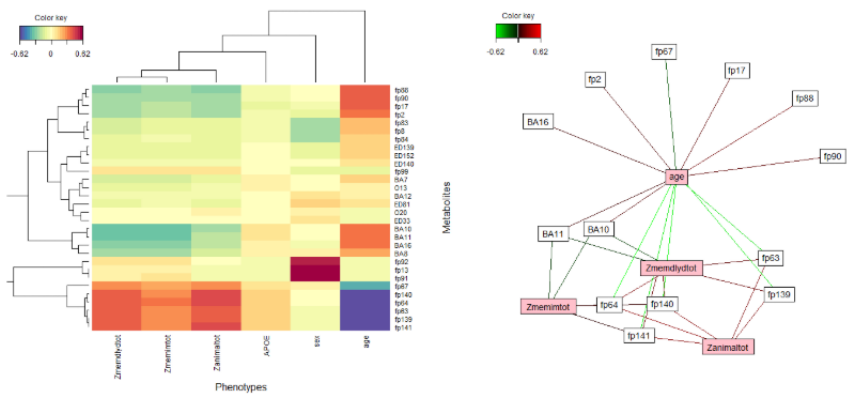 Color key
-0.62 0 0.62
fp88
fp90
fp17
fp2
fp83
fp8
fp84
ED139
ED152
ED140
fp99
BA7
O13
BA12
ED81
O20
ED33
BA10
BA11
BA16
BA8
fp92
fp13
fp91
fp67
fp140
fp64
fp63
fp139
fp141
Metabolites
Zmemdlydtot
Zmemimtot
Zanimaltot
APOE
sex
age
Phenotypes
Color key
-0.62 0.62
fp67
fp2
fp17
fp88
BA16
fp90
age
BA11
BA10
fp63
Zmemdlydtot
fp139
Zmemimtot
fp64
fp140
fp141
Zanimaltot